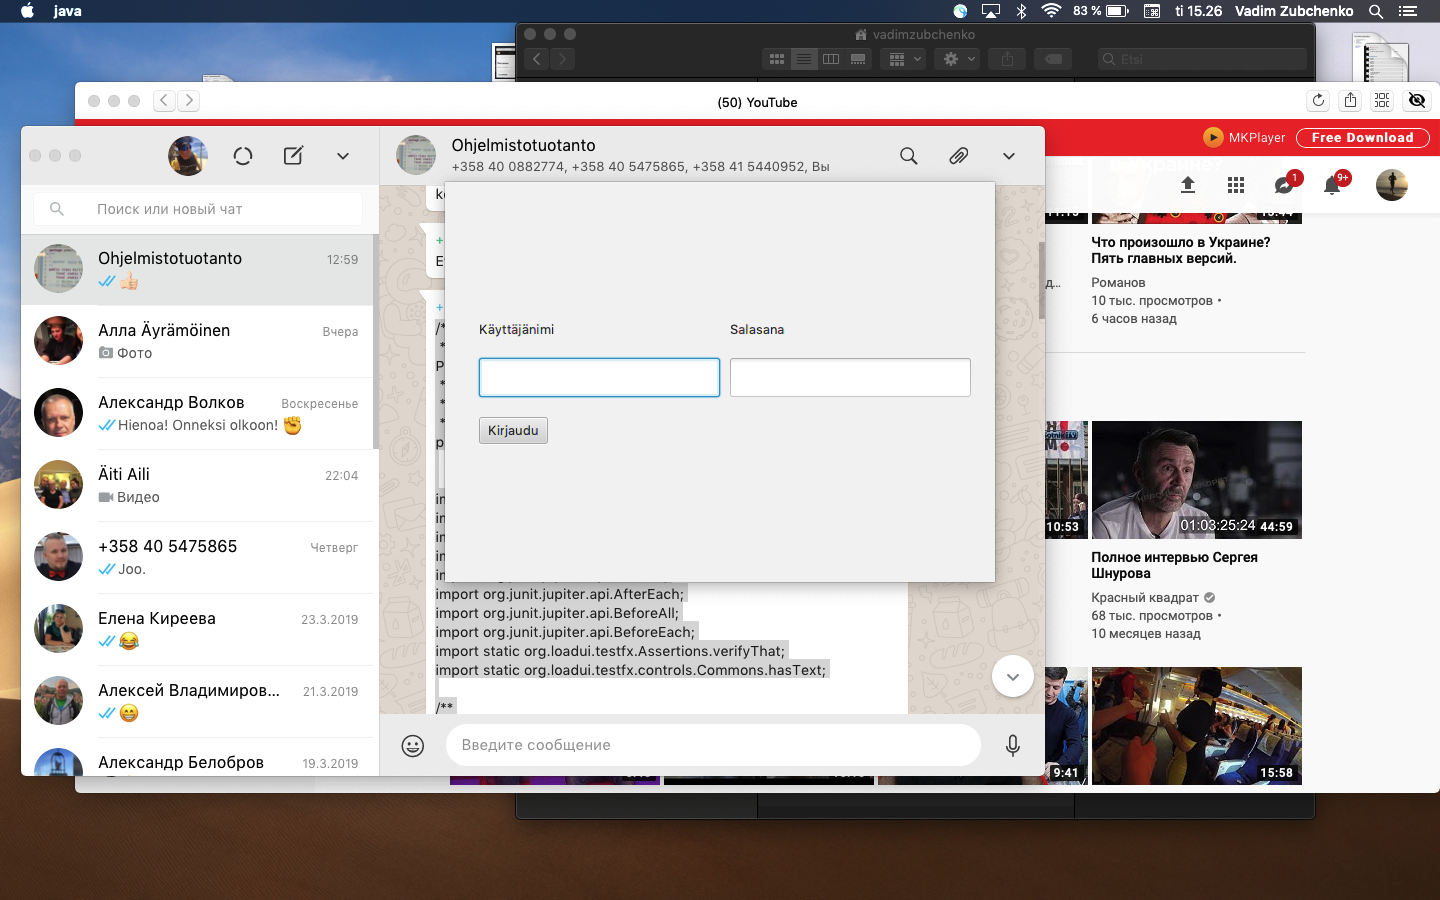 java
83 %
ti 15.26
Vadim Zubchenko
vadimzubchenko
Etsi
(50) YouTube
MKPlayer
Free Download
Ohjelmistotuotanto
+358 40 0882774, +358 40 5475865, +358 41 5440952, Вы
Поиск или новый чат
1
9+
Ohjelmistotuotanto
12:59
Алла Äyrämöinen
Вчера
Фото
Александр Волков
Воскресенье
Hienoa! Onneksi olkoon!
Äiti Aili
22:04
Видео
+358 40 5475865
Четверг
Joo.
Елена Киреева
23.3.2019
Алексей Владимиров...
21.3.2019
Александр Белобров
19.3.2019
Käyttäjänimi
Salasana
Kirjaudu
import org.junit.jupiter.api.AfterEach;
import org.junit.jupiter.api.BeforeAll;
import org.junit.jupiter.api.BeforeEach;
import static org.loadui.testfx.Assertions.verifyThat;
import static org.loadui.testfx.controls.Commons.hasText;
/**
Введите сообщение
Что произошло в Украине?
Пять главных версий.
Романов
10 тыс. просмотров •
6 часов назад
10:53
01:03:25:24
44:59
Полное интервью Сергея
Шнурова
Красный квадрат
68 тыс. просмотров •
10 месяцев назад
9:41
15:58